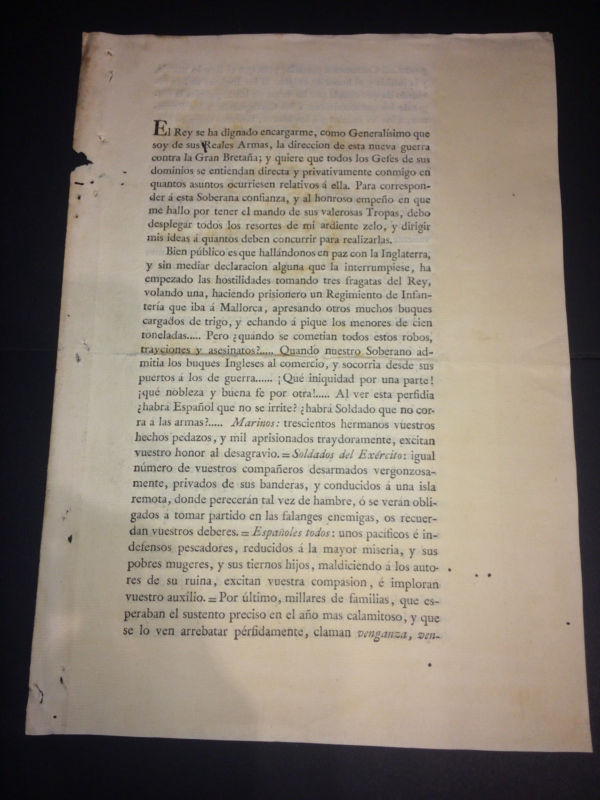 El Rey se ha dignado encargarme, como Generalísimo que
soy de sus Reales Armas, la direccion de esta nueva guerra
contra la Gran Bretaña; y quiere que todos los Gefes de sus
dominios se entiendan directa y privativamente conmigo en
quantos asuntos ocurriesen relativos á ella. Para correspon-
der á esta Soberana confianza, y al honroso empeño en que
me hallo por tener el mando de sus valerosas Tropas, debo
desplegar todos los resortes de mi ardiente zelo, y dirigir
mis ideas á quantos deben concurrir para realizarlas.
Bien público es que hallándonos en paz con la Inglaterra,
y sin mediar declaracion alguna que la interrumpiese, ha
empezado las hostilidades tomando tres fragatas del Rey,
volando una, haciendo prisionero un Regimiento de Infan-
tería que iba á Mallorca, apresando otros muchos buques
cargados de trigo, y echando á pique los menores de cien
toneladas..... Pero ¿quándo se cometian todos estos robos,
trayciones y asesinatos?..... Quando nuestro Soberano ad-
mitia los buques Ingleses al comercio, y socorria desde sus
puertos á los de guerra...... ¡Qué iniquidad por una parte!
¡qué nobleza y buena fe por otra!..... Al ver esta perfidia
¿habrá Español que no se irrite? ¿habrá Soldado que no cor-
ra a las armas?..... Marinos: trescientos hermanos vuestros
hechos pedazos, y mil aprisionados traydoramente, excitan
vuestro honor al desagravio.=Soldados del Exército: igual
número de vuestros compañeros desarmados vergonzosa-
mente, privados de sus banderas, y conducidos á una isla
remota, donde perecerán tal vez de hambre, ó se verán obli-
gados a tomar partido en las falanges enemigas, os recuer-
dan vuestros deberes.=Españoles todos: unos pacíficos é in-
defensos pescadores, reducidos á la mayor miseria, y sus
pobres mugeres, y sus tiernos hijos, maldiciendo á los auto-
res de su ruina, excitan vuestra compasion, é imploran
vuestro auxîlio.=Por último, millares de familias, que es-
peraban el sustento preciso en el año mas calamitoso, y que
se lo ven arrebatar pérfidamente, claman venganza, ven-